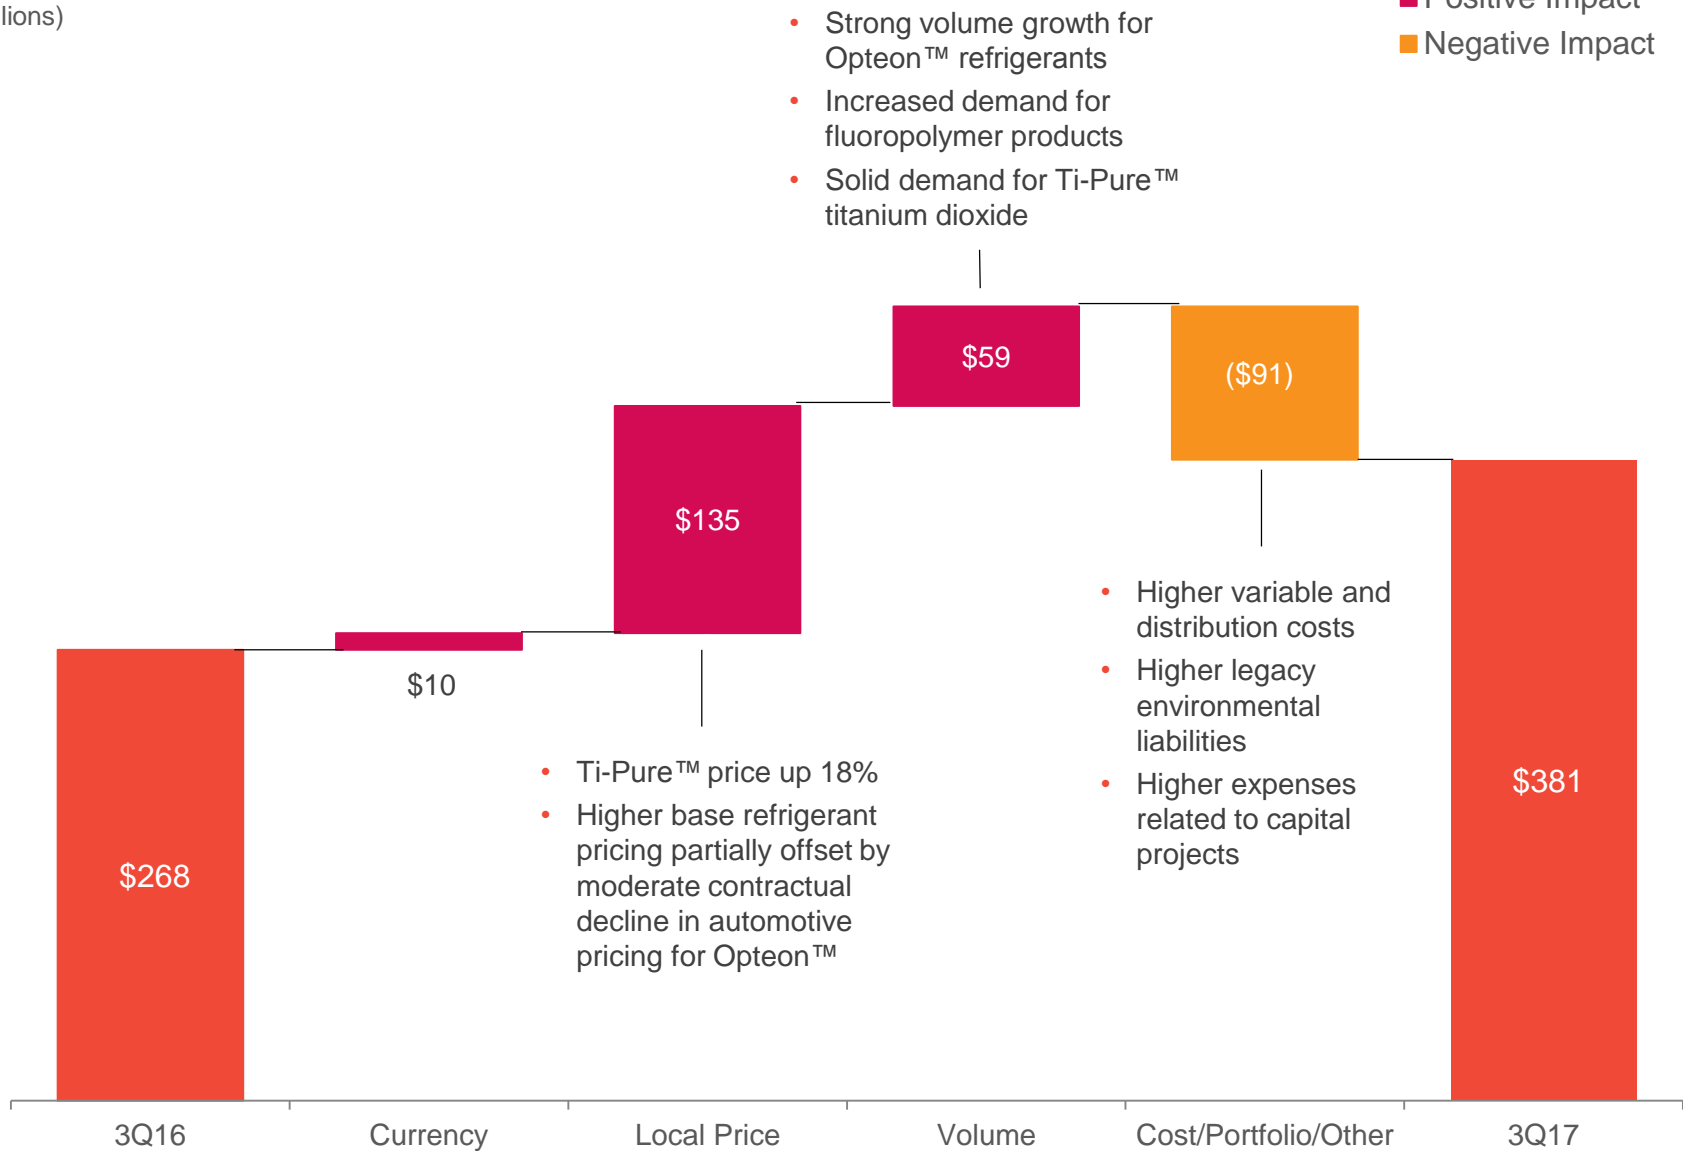 lions)
Positive Impact
Negative Impact
• Strong volume growth for
Opteon™ refrigerants
• Increased demand for
fluoropolymer products
• Solid demand for Ti-Pure™
titanium dioxide
$59
($91)
$135
$10
$268
$381
• Ti-Pure™ price up 18%
• Higher base refrigerant
pricing partially offset by
moderate contractual
decline in automotive
pricing for Opteon™
• Higher variable and
distribution costs
• Higher legacy
environmental
liabilities
• Higher expenses
related to capital
projects
3Q16
Currency
Local Price
Volume
Cost/Portfolio/Other
3Q17